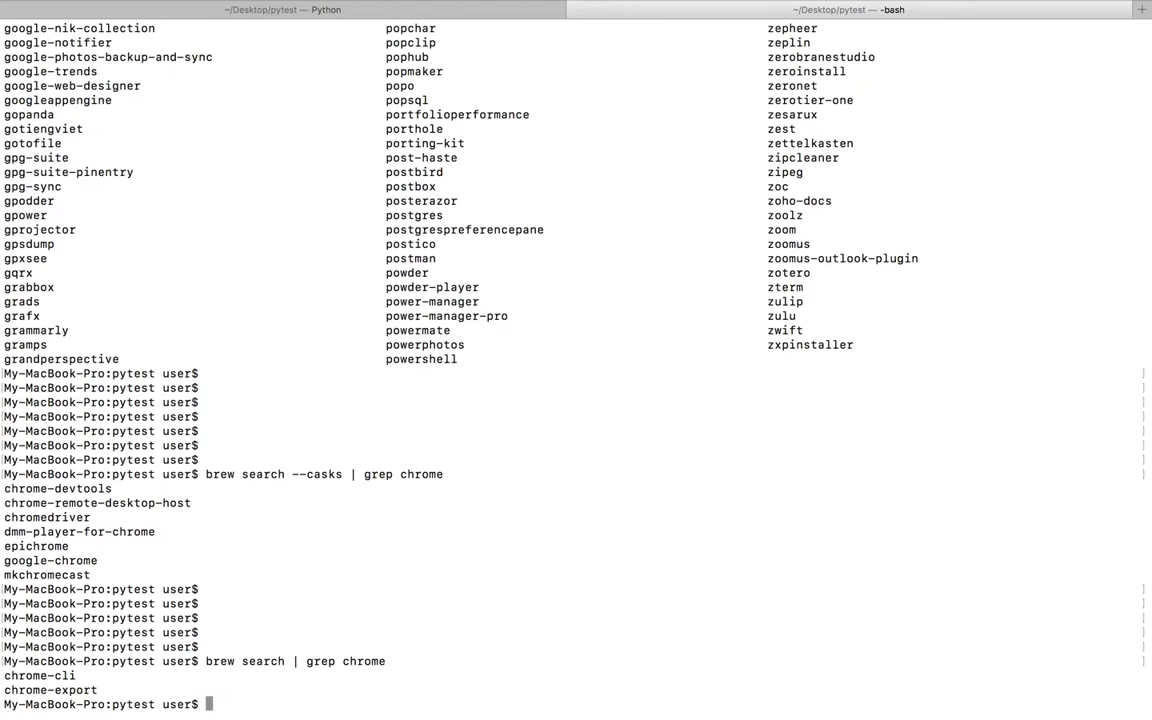 ~/Desktop/pytest — Python ~/Desktop/pytest — -bash +
google-nik-collection popchar zepheer
google-notifier popclip zeplin
google-photos-backup-and-sync pophub zerobranestudio
google-trends popmaker zeroinstall
google-web-designer popo zeronet
googleappengine popsql zerotier-one
gopanda portfolioperformance zesarux
gotiengviet porthole zest
gotofile porting-kit zettelkasten
gpg-suite post-haste zipcleaner
gpg-suite-pinentry postbird zipeg
gpg-sync postbox zoc
gpodder posterazor zoho-docs
gpower postgres zoolz
gprojector postgrespreferencepane zoom
gpsdump postico zoomus
gpxsee postman zoomus-outlook-plugin
gqrx powder zotero
grabbox powder-player zterm
grads power-manager zulip
grafx power-manager-pro zulu
grammarly powermate zwift
gramps powerphotos zxpinstaller
grandperspective powershell
[My-MacBook-Pro:pytest user$ ]
[My-MacBook-Pro:pytest user$ ]
[My-MacBook-Pro:pytest user$ ]
[My-MacBook-Pro:pytest user$ ]
[My-MacBook-Pro:pytest user$ ]
[My-MacBook-Pro:pytest user$ ]
[My-MacBook-Pro:pytest user$ ]
[My-MacBook-Pro:pytest user$ brew search --casks | grep chrome ]
chrome-devtools
chrome-remote-desktop-host
chromedriver
dmm-player-for-chrome
epichrome
google-chrome
mkchromecast
[My-MacBook-Pro:pytest user$ ]
[My-MacBook-Pro:pytest user$ ]
[My-MacBook-Pro:pytest user$ ]
[My-MacBook-Pro:pytest user$ ]
[My-MacBook-Pro:pytest user$ ]
[My-MacBook-Pro:pytest user$ brew search | grep chrome ]
chrome-cli
chrome-export
My-MacBook-Pro:pytest user$